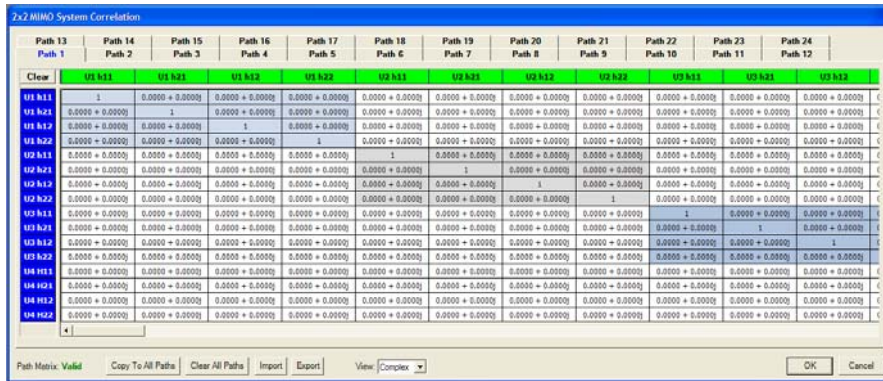 2x2 MIMO System Correlation
Path 13 Path 14 Path 15 Path 16 Path 17 Path 18 Path 19 Path 20 Path 21 Path 22 Path 23 Path 24
Path 1 Path 2 Path 3 Path 4 Path 5 Path 6 Path 7 Path 8 Path 9 Path 10 Path 11 Path 12
Clear U1 h11 U1 h21 U1 h12 U1 h22 U2 h11 U2 h21 U2 h12 U2 h22 U3 h11 U3 h21 U3 h12
U1 h11 1 0.0000 + 0.0000j 0.0000 + 0.0000j 0.0000 + 0.0000j 0.0000 + 0.0000j 0.0000 + 0.0000j 0.0000 + 0.0000j 0.0000 + 0.0000j 0.0000 + 0.0000j 0.0000 + 0.0000j 0.0000 + 0.0000j
U1 h21 0.0000 + 0.0000j 1 0.0000 + 0.0000j 0.0000 + 0.0000j 0.0000 + 0.0000j 0.0000 + 0.0000j 0.0000 + 0.0000j 0.0000 + 0.0000j 0.0000 + 0.0000j 0.0000 + 0.0000j 0.0000 + 0.0000j
U1 h12 0.0000 + 0.0000j 0.0000 + 0.0000j 1 0.0000 + 0.0000j 0.0000 + 0.0000j 0.0000 + 0.0000j 0.0000 + 0.0000j 0.0000 + 0.0000j 0.0000 + 0.0000j 0.0000 + 0.0000j 0.0000 + 0.0000j
U1 h22 0.0000 + 0.0000j 0.0000 + 0.0000j 0.0000 + 0.0000j 1 0.0000 + 0.0000j 0.0000 + 0.0000j 0.0000 + 0.0000j 0.0000 + 0.0000j 0.0000 + 0.0000j 0.0000 + 0.0000j 0.0000 + 0.0000j
U2 h11 0.0000 + 0.0000j 0.0000 + 0.0000j 0.0000 + 0.0000j 0.0000 + 0.0000j 1 0.0000 + 0.0000j 0.0000 + 0.0000j 0.0000 + 0.0000j 0.0000 + 0.0000j 0.0000 + 0.0000j 0.0000 + 0.0000j
U2 h21 0.0000 + 0.0000j 0.0000 + 0.0000j 0.0000 + 0.0000j 0.0000 + 0.0000j 0.0000 + 0.0000j 1 0.0000 + 0.0000j 0.0000 + 0.0000j 0.0000 + 0.0000j 0.0000 + 0.0000j 0.0000 + 0.0000j
U2 h12 0.0000 + 0.0000j 0.0000 + 0.0000j 0.0000 + 0.0000j 0.0000 + 0.0000j 0.0000 + 0.0000j 0.0000 + 0.0000j 1 0.0000 + 0.0000j 0.0000 + 0.0000j 0.0000 + 0.0000j 0.0000 + 0.0000j
U2 h22 0.0000 + 0.0000j 0.0000 + 0.0000j 0.0000 + 0.0000j 0.0000 + 0.0000j 0.0000 + 0.0000j 0.0000 + 0.0000j 0.0000 + 0.0000j 1 0.0000 + 0.0000j 0.0000 + 0.0000j 0.0000 + 0.0000j
U3 h11 0.0000 + 0.0000j 0.0000 + 0.0000j 0.0000 + 0.0000j 0.0000 + 0.0000j 0.0000 + 0.0000j 0.0000 + 0.0000j 0.0000 + 0.0000j 0.0000 + 0.0000j 1 0.0000 + 0.0000j 0.0000 + 0.0000j
U3 h21 0.0000 + 0.0000j 0.0000 + 0.0000j 0.0000 + 0.0000j 0.0000 + 0.0000j 0.0000 + 0.0000j 0.0000 + 0.0000j 0.0000 + 0.0000j 0.0000 + 0.0000j 0.0000 + 0.0000j 1 0.0000 + 0.0000j
U3 h12 0.0000 + 0.0000j 0.0000 + 0.0000j 0.0000 + 0.0000j 0.0000 + 0.0000j 0.0000 + 0.0000j 0.0000 + 0.0000j 0.0000 + 0.0000j 0.0000 + 0.0000j 0.0000 + 0.0000j 0.0000 + 0.0000j 1
U3 h22 0.0000 + 0.0000j 0.0000 + 0.0000j 0.0000 + 0.0000j 0.0000 + 0.0000j 0.0000 + 0.0000j 0.0000 + 0.0000j 0.0000 + 0.0000j 0.0000 + 0.0000j 0.0000 + 0.0000j 0.0000 + 0.0000j 0.0000 + 0.0000j
U4 H11 0.0000 + 0.0000j 0.0000 + 0.0000j 0.0000 + 0.0000j 0.0000 + 0.0000j 0.0000 + 0.0000j 0.0000 + 0.0000j 0.0000 + 0.0000j 0.0000 + 0.0000j 0.0000 + 0.0000j 0.0000 + 0.0000j 0.0000 + 0.0000j
U4 H21 0.0000 + 0.0000j 0.0000 + 0.0000j 0.0000 + 0.0000j 0.0000 + 0.0000j 0.0000 + 0.0000j 0.0000 + 0.0000j 0.0000 + 0.0000j 0.0000 + 0.0000j 0.0000 + 0.0000j 0.0000 + 0.0000j 0.0000 + 0.0000j
U4 H12 0.0000 + 0.0000j 0.0000 + 0.0000j 0.0000 + 0.0000j 0.0000 + 0.0000j 0.0000 + 0.0000j 0.0000 + 0.0000j 0.0000 + 0.0000j 0.0000 + 0.0000j 0.0000 + 0.0000j 0.0000 + 0.0000j 0.0000 + 0.0000j
U4 H22 0.0000 + 0.0000j 0.0000 + 0.0000j 0.0000 + 0.0000j 0.0000 + 0.0000j 0.0000 + 0.0000j 0.0000 + 0.0000j 0.0000 + 0.0000j 0.0000 + 0.0000j 0.0000 + 0.0000j 0.0000 + 0.0000j 0.0000 + 0.0000j
Path Matrix: Valid Copy To All Paths Clear All Paths Import Export View: Complex OK Cancel